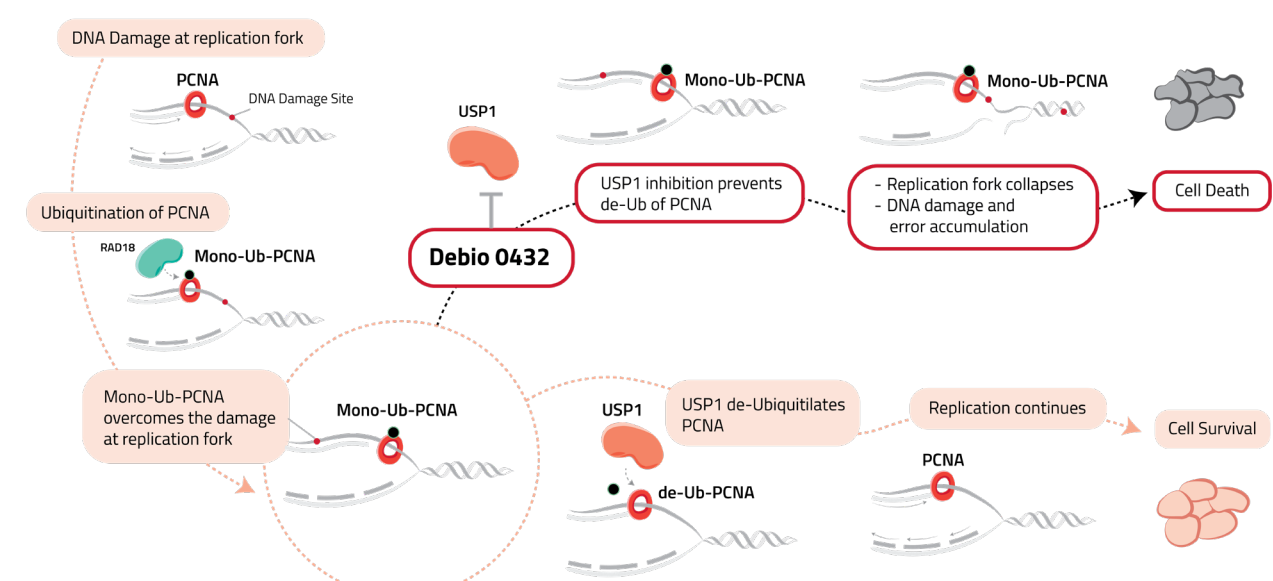 DNA Damage at replication fork
PCNA
DNA Damage Site
Ubiquitination of PCNA
RAD18
Mono-Ub-PCNA
Mono-Ub-PCNA
overcomes the damage
at replication fork
Mono-Ub-PCNA
USP1
Debio 0432
Mono-Ub-PCNA
USP1 inhibition prevents
de-Ub of PCNA
Mono-Ub-PCNA
- Replication fork collapses
- DNA damage and
error accumulation
Cell Death
USP1
de-Ub-PCNA
USP1 de-Ubiquitilates
PCNA
Replication continues
PCNA
Cell Survival